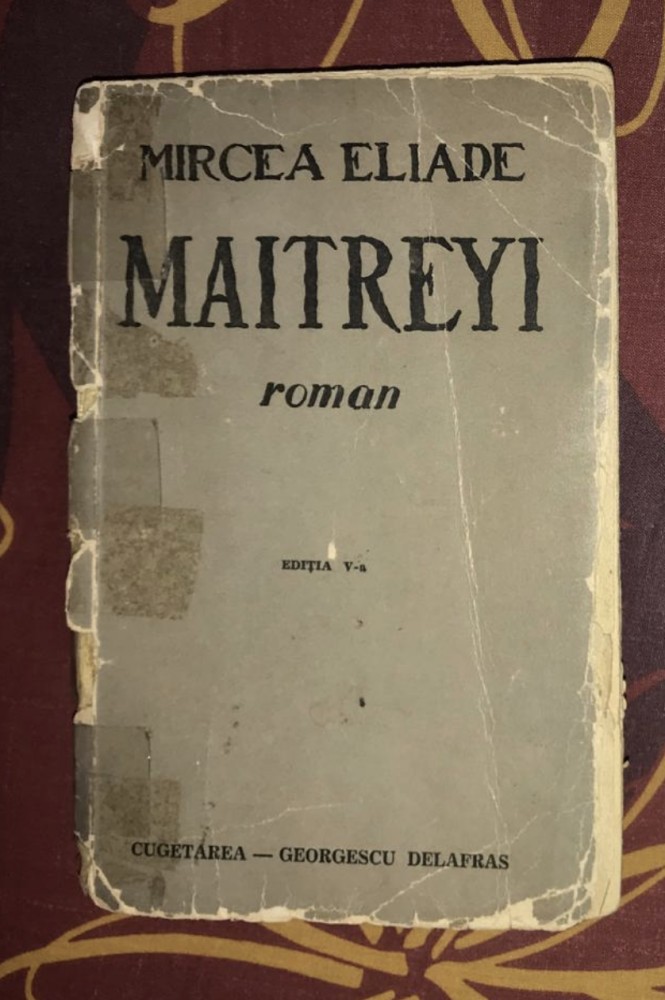 MIRCEA ELIADE
MAITREYI
roman
EDIŢIA V-a
CUGETAREA — GEORGESCU DELAFRAS